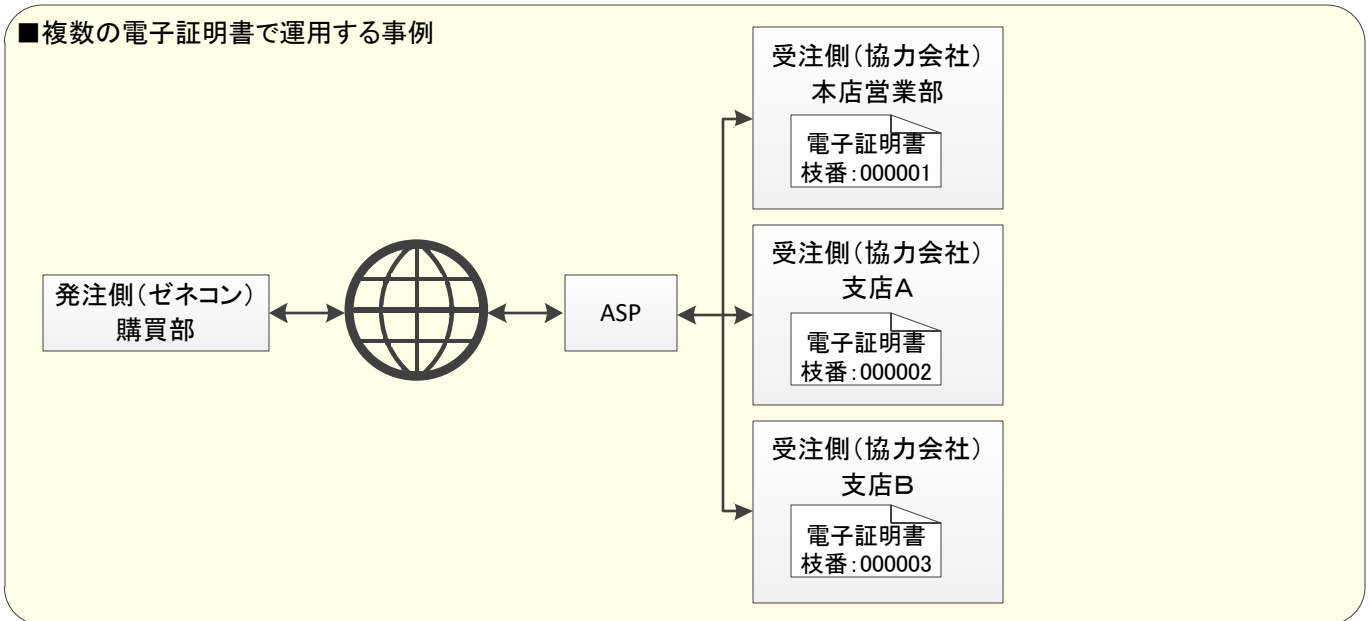 ■複数の電子証明書で運用する事例
発注側（ゼネコン）
購買部
ASP
受注側（協力会社）
本店営業部
電子証明書
枝番：000001
受注側（協力会社）
支店Ａ
電子証明書
枝番：000002
受注側（協力会社）
支店Ｂ
電子証明書
枝番：000003